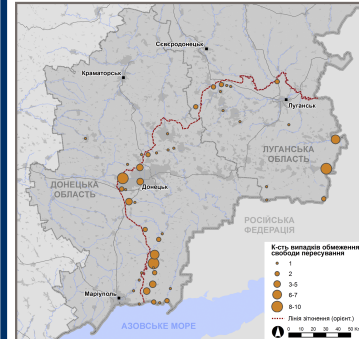 Сєвєродонецьк
Краматорськ
Луганськ
ЛУГАНСЬКА
ОБЛАСТЬ
ДОНЕЦЬКА
ОБЛАСТЬ
Донецьк
РОСІЙСЬКА
ФЕДЕРАЦІЯ
Маріуполь
АЗОВСЬКЕ МОРЕ
К-сть випадків обмеження
свободи пересування
1
2
3-5
6-7
8-10
Лінія зіткнення (орієнт.)
0 10 20 30 40 50 Км